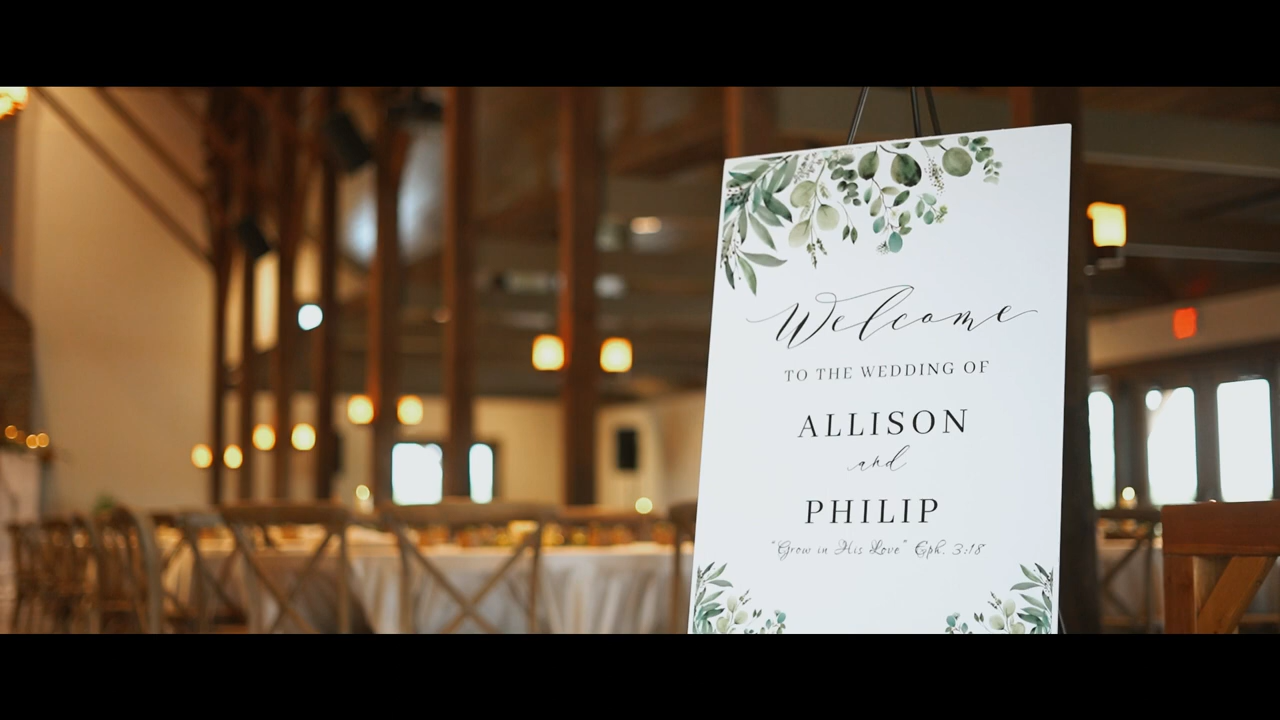 Welcome
TO THE WEDDING OF
ALLISON
and
PHILIP
"Grow in His Love" Eph. 3:18